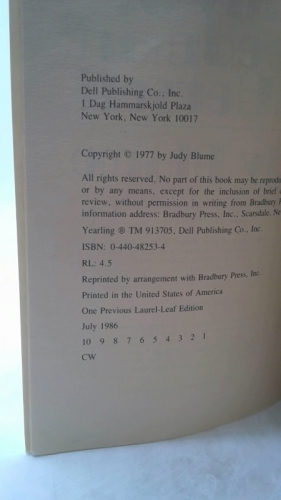 Published by
Dell Publishing Co., Inc.
1 Dag Hammarskjold Plaza
New York, New York 10017
Copyright © 1977 by Judy Blume
All rights reserved. No part of this book may be
or by any means, except for the inclusion of brief
review, without permission in writing from Bradbury
information address: Bradbury Press, Inc., Scarsdale,
Yearling ® TM 913705, Dell Publishing Co., Inc.
ISBN: 0-440-48253-4
RL: 4.5
Reprinted by arrangement with Bradbury Press, Inc.
Printed in the United States of America
One Previous Laurel-Leaf Edition
July 1986
10 9 8 7 6 5 4 3 2 1
CW